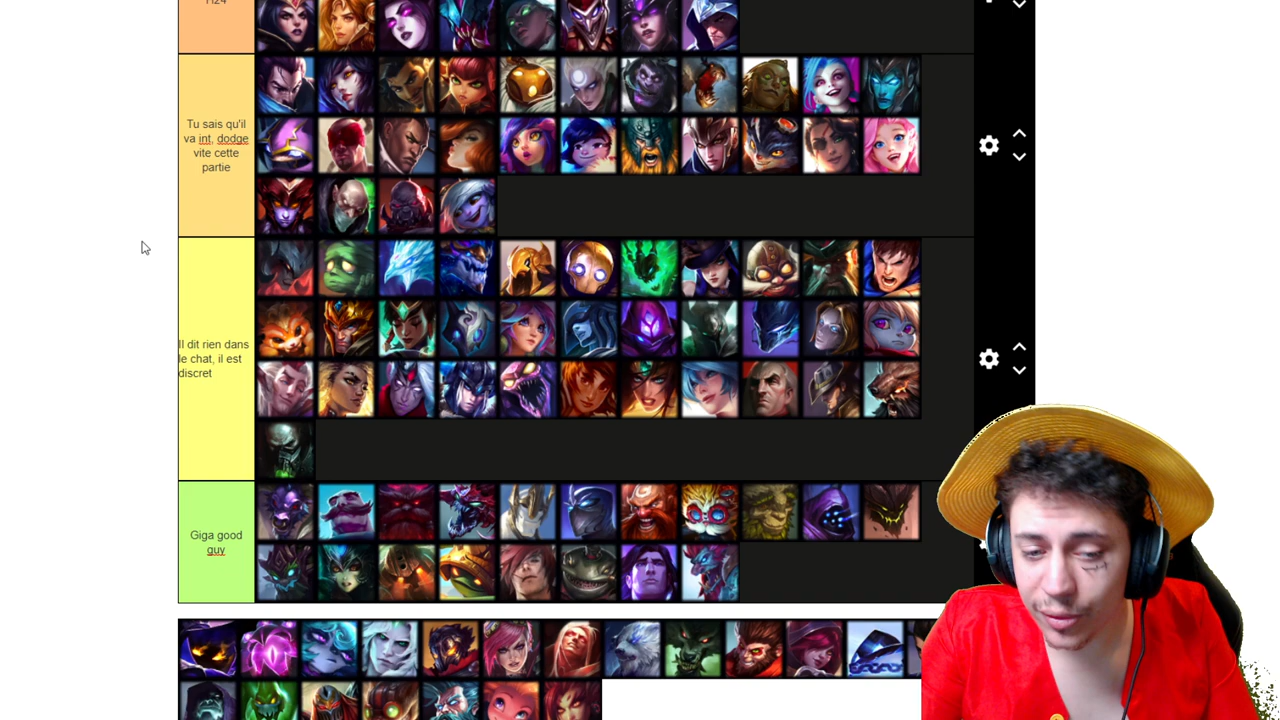 H24
Tu sais qu'il
va int, dodge
vite cette
partie
Il dit rien dans
le chat, il est
discret
Giga good
guy